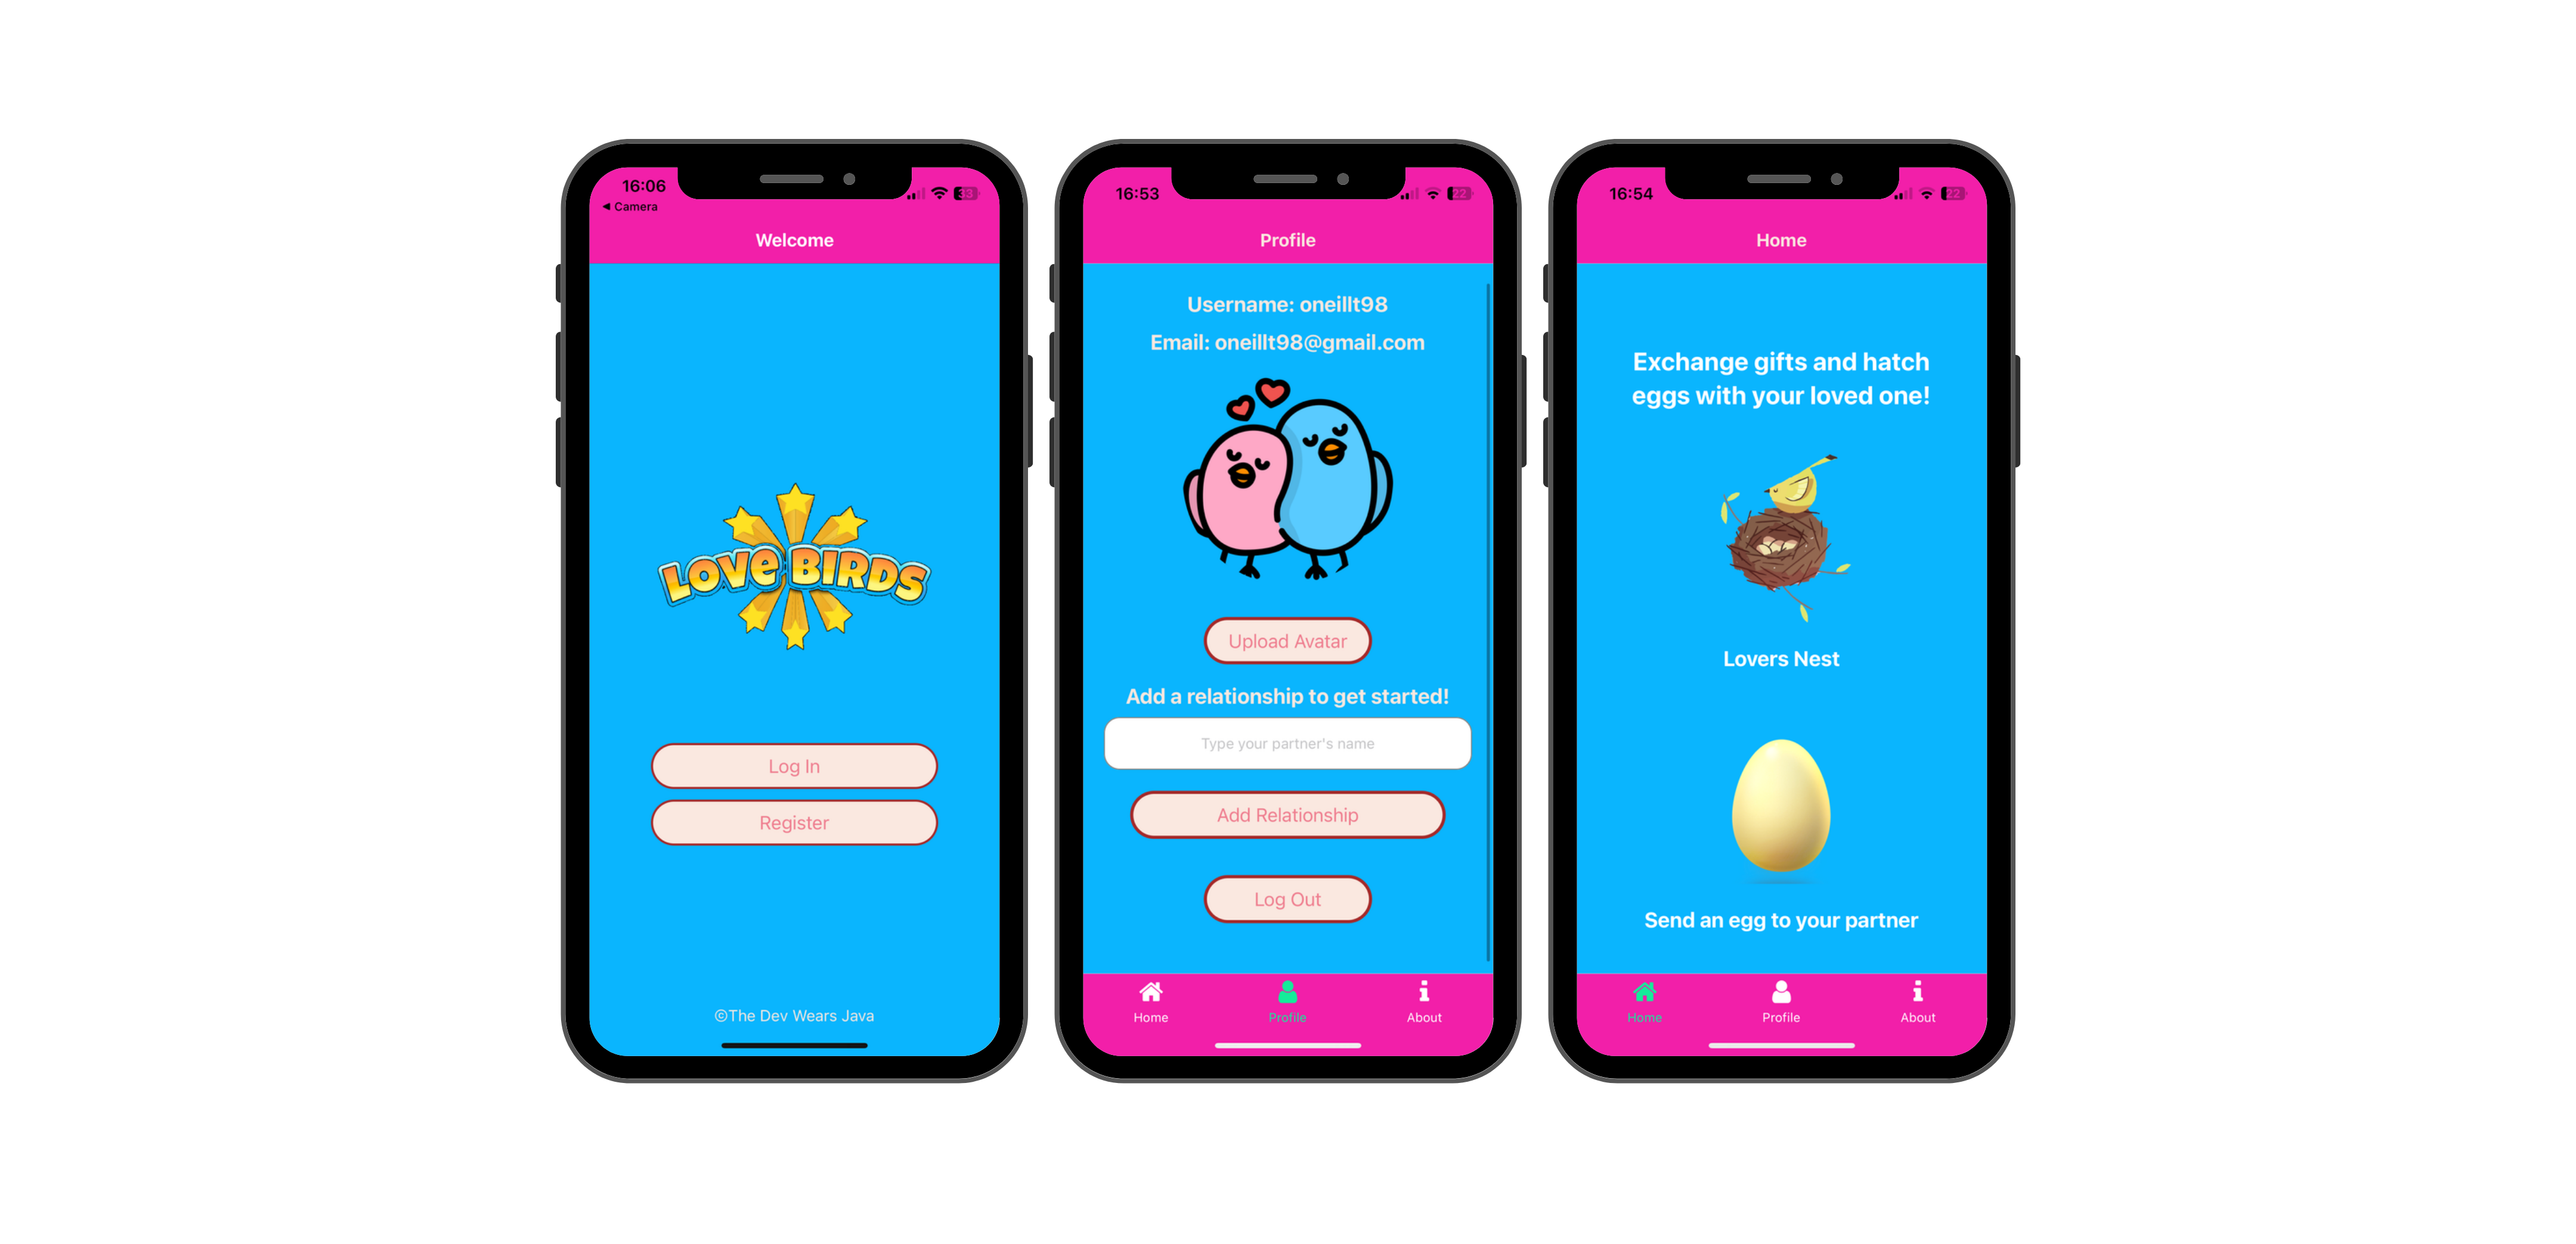 16:06
33
◀ Camera
Welcome
LOVE BIRDS
Log In
Register
©The Dev Wears Java
16:53
22
Profile
Username: oneillt98
Email: oneillt98@gmail.com
Upload Avatar
Add a relationship to get started!
Type your partner's name
Add Relationship
Log Out
Home
Profile
About
16:54
22
Home
Exchange gifts and hatch
eggs with your loved one!
Lovers Nest
Send an egg to your partner
Home
Profile
About